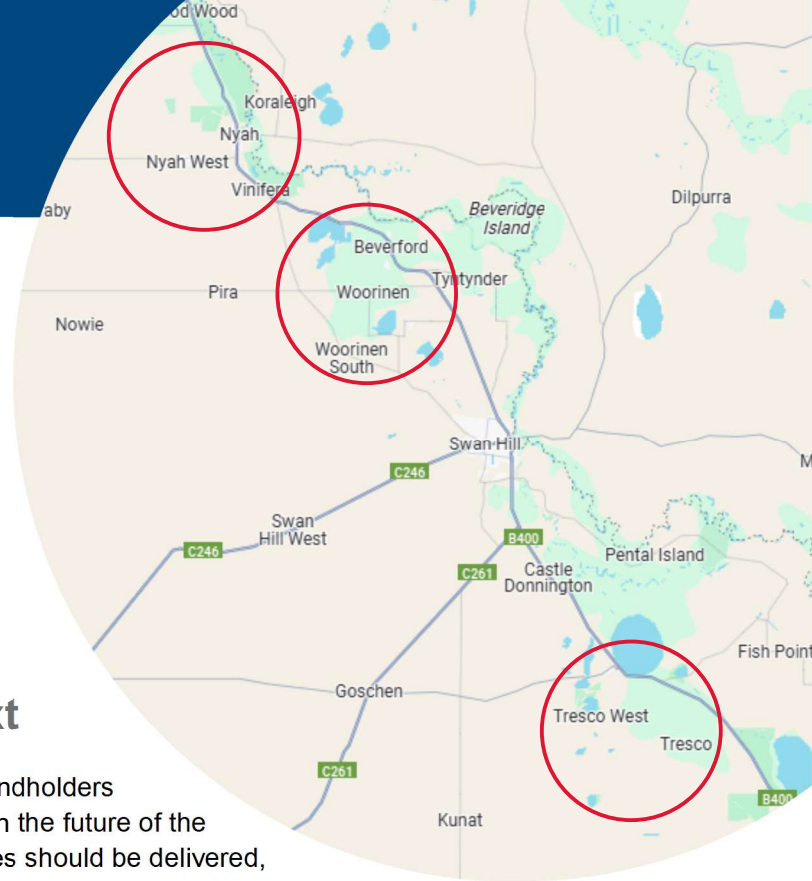 od Wood
Koraleigh
Nyah
Nyah West
Vinifera
aby
Beveridge
Island
Dilpurra
Beverford
Tyntynder
Pira
Woorinen
Nowie
Woorinen
South
Swan Hill
C246
M
Swan
Hill West
C246
B400
Pental Island
C261
Castle
Donnington
Fish Point
Goschen
Tresco West
Tresco
C261
B400
Kunat
xt
ndholders
n the future of the
es should be delivered,